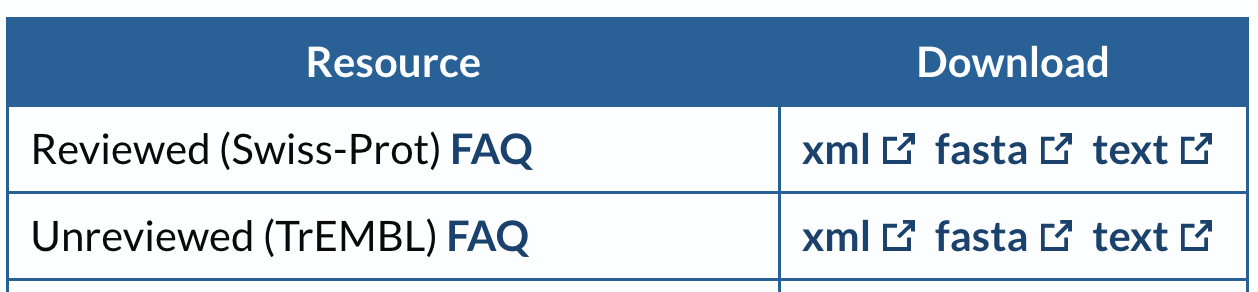 Resource Download
Reviewed (Swiss-Prot) FAQ xml fasta text
Unreviewed (TrEMBL) FAQ xml fasta text